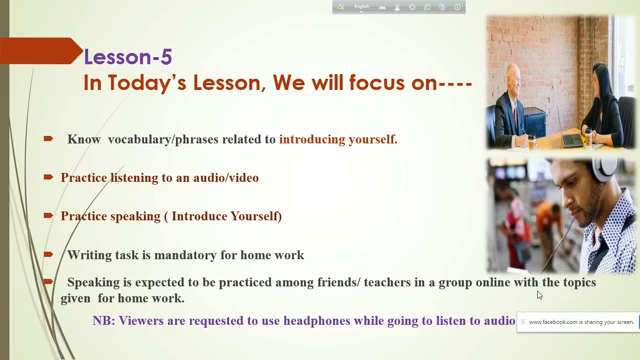 English
Lesson-5
In Today's Lesson, We will focus on----
Know vocabulary/phrases related to introducing yourself.
Practice listening to an audio/video
Practice speaking ( Introduce Yourself)
Writing task is mandatory for home work
Speaking is expected to be practiced among friends/ teachers in a group online with the topics
given for home work.
NB: Viewers are requested to use headphones while going to listen to audio
www.facebook.com is sharing your screen.